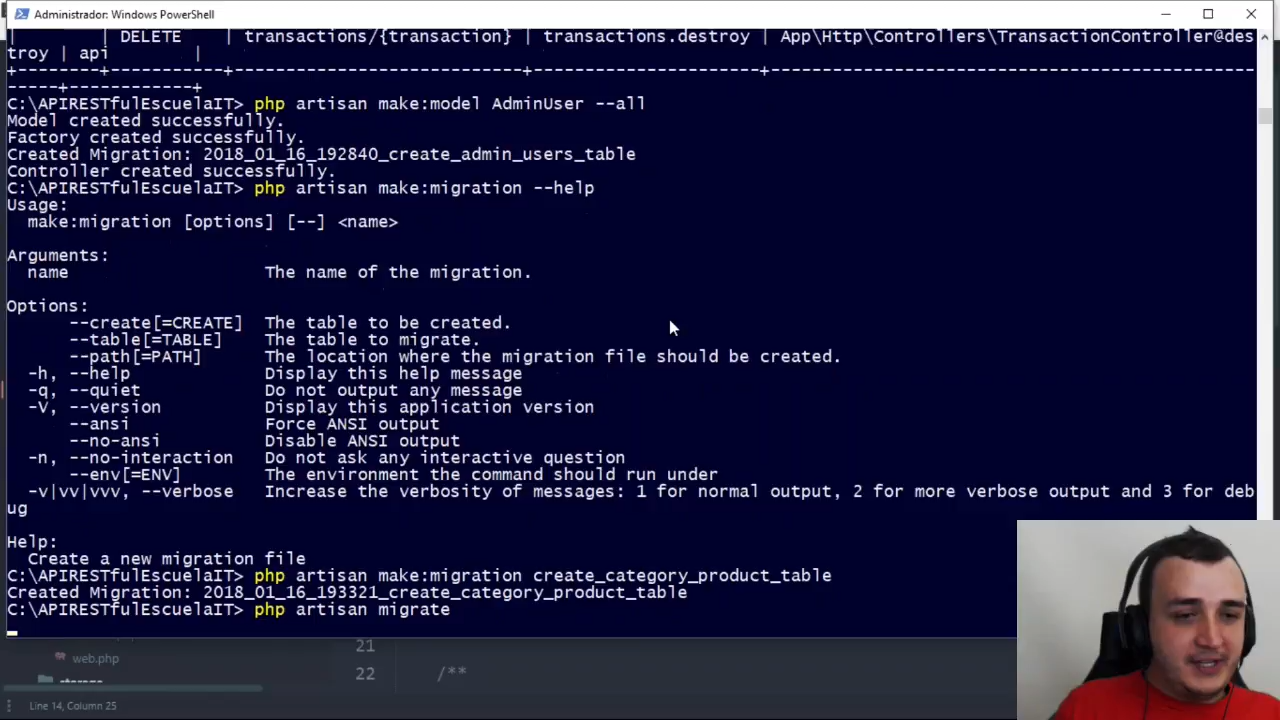 Administrador: Windows PowerShell
|        | DELETE    | transactions/{transaction} | transactions.destroy | App\Http\Controllers\TransactionController@des
troy | api        |
+--------+-----------+----------------------------+----------------------+---------------------------------------
-----+------------+
C:\APIRESTfulEscuelaIT> php artisan make:model AdminUser --all
Model created successfully.
Factory created successfully.
Created Migration: 2018_01_16_192840_create_admin_users_table
Controller created successfully.
C:\APIRESTfulEscuelaIT> php artisan make:migration --help
Usage:
make:migration [options] [--] <name>
Arguments:
name                   The name of the migration.
Options:
--create[=CREATE]  The table to be created.
--table[=TABLE]    The table to migrate.
--path[=PATH]      The location where the migration file should be created.
-h, --help             Display this help message
-q, --quiet            Do not output any message
-V, --version          Display this application version
--ansi             Force ANSI output
--no-ansi          Disable ANSI output
-n, --no-interaction   Do not ask any interactive question
--env[=ENV]        The environment the command should run under
-v|vv|vvv, --verbose   Increase the verbosity of messages: 1 for normal output, 2 for more verbose output and 3 for deb
ug
Help:
Create a new migration file
C:\APIRESTfulEscuelaIT> php artisan make:migration create_category_product_table
Created Migration: 2018_01_16_193321_create_category_product_table
C:\APIRESTfulEscuelaIT> php artisan migrate
21
web.php
22 /**
Line 14, Column 25